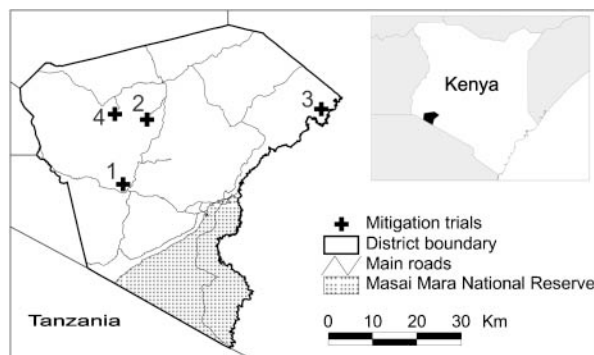 Kenya
3
4 2
1
Mitigation trials
District boundary
Main roads
Masai Mara National Reserve
Tanzania
0 10 20 30 Km